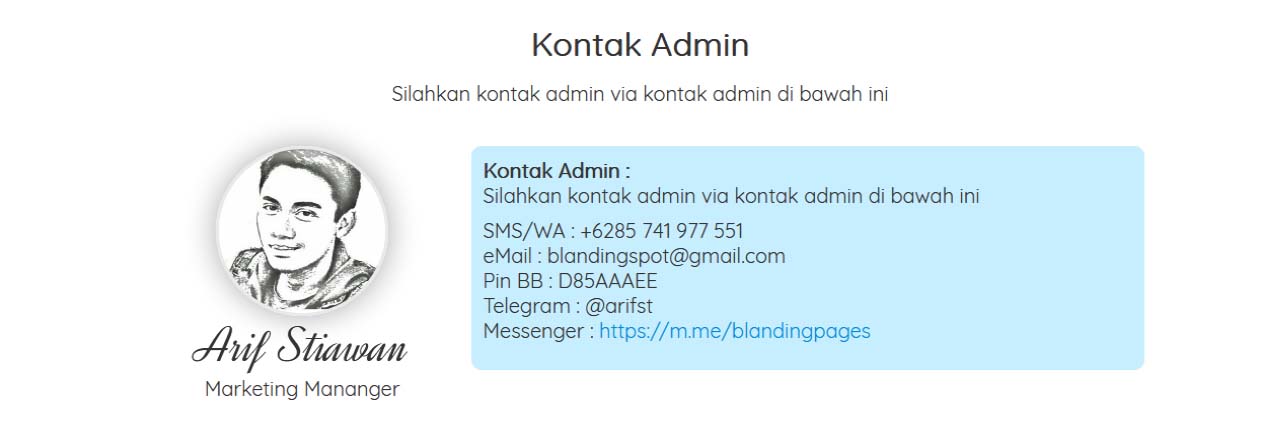 Kontak Admin
Silahkan kontak admin via kontak admin di bawah ini
Arif Stiawan
Marketing Mananger
Kontak Admin :
Silahkan kontak admin via kontak admin di bawah ini
SMS/WA : +6285 741 977 551
eMail : blandingspot@gmail.com
Pin BB : D85AAAEE
Telegram : @arifst
Messenger : https://m.me/blandingpages